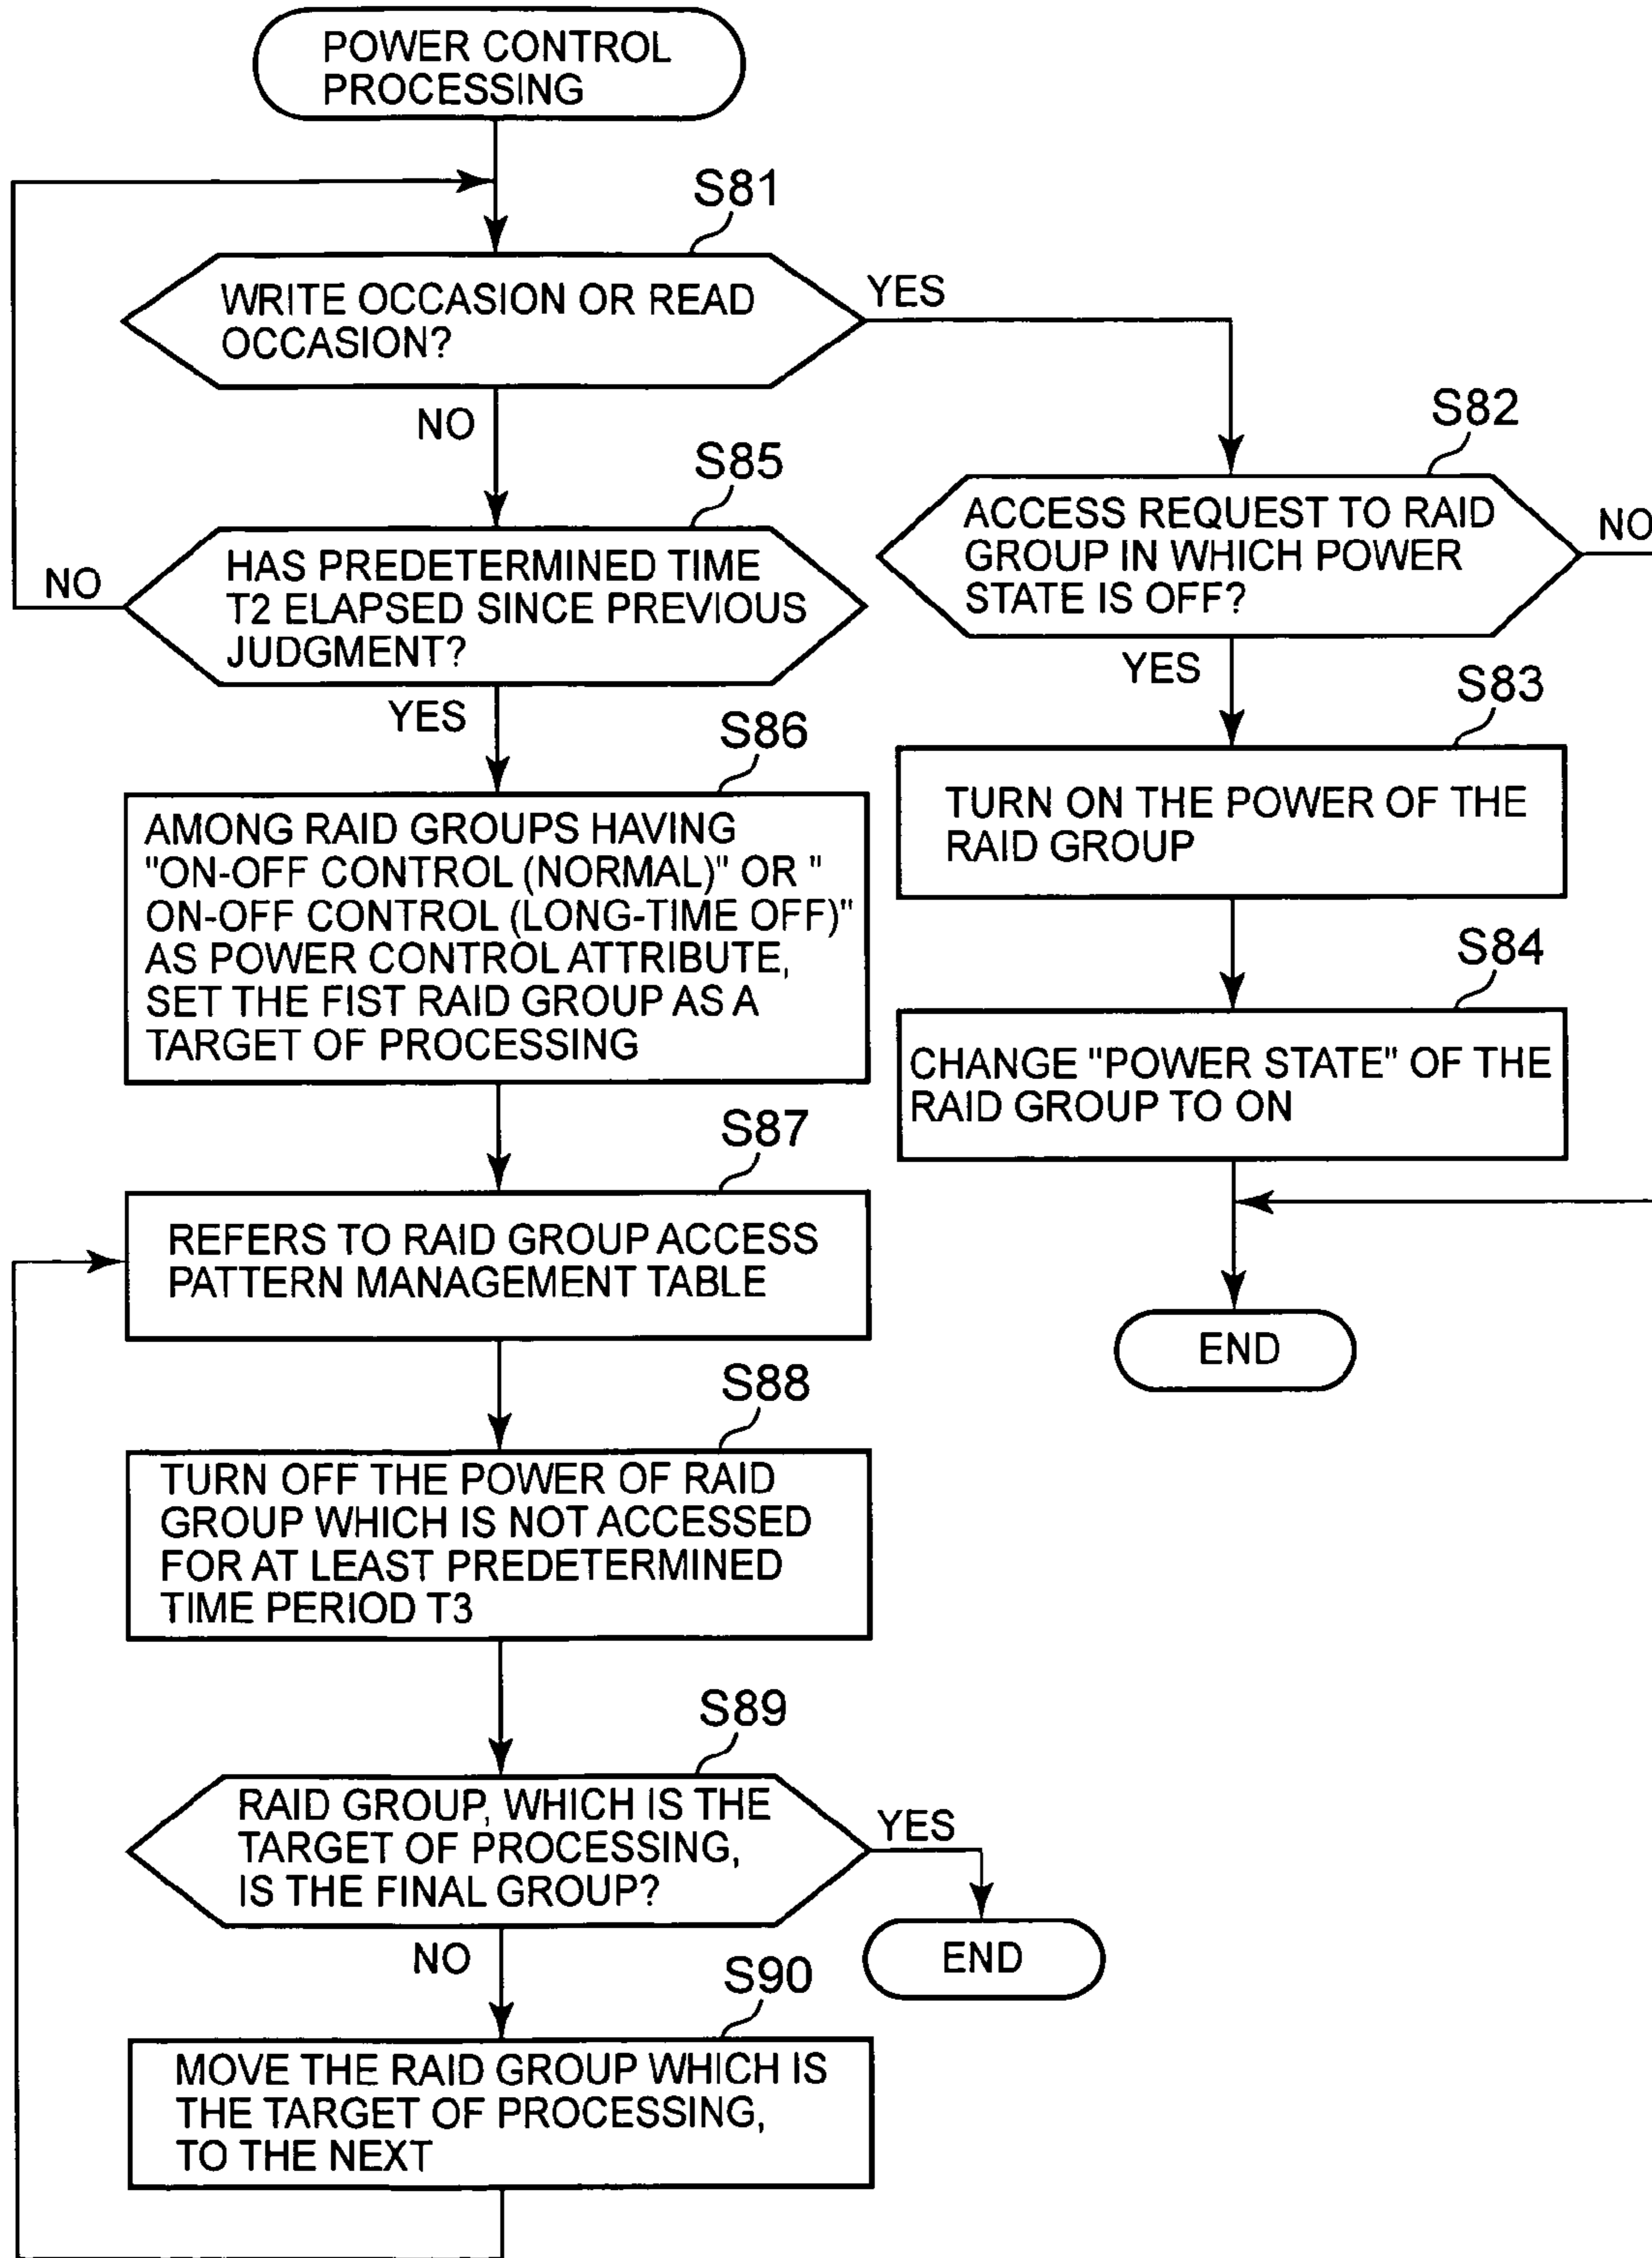 POWER CONTROL
PROCESSING
S81
WRITE OCCASION OR READ
OCCASION?
YES
NO
S82
ACCESS REQUEST TO RAID
GROUP IN WHICH POWER
STATE IS OFF?
NO
YES
S83
TURN ON THE POWER OF THE
RAID GROUP
S84
CHANGE "POWER STATE" OF THE
RAID GROUP TO ON
END
S85
HAS PREDETERMINED TIME
T2 ELAPSED SINCE PREVIOUS
JUDGMENT?
NO
YES
S86
AMONG RAID GROUPS HAVING
"ON-OFF CONTROL (NORMAL)" OR "
ON-OFF CONTROL (LONG-TIME OFF)"
AS POWER CONTROL ATTRIBUTE,
SET THE FIST RAID GROUP AS A
TARGET OF PROCESSING
S87
REFERS TO RAID GROUP ACCESS
PATTERN MANAGEMENT TABLE
S88
TURN OFF THE POWER OF RAID
GROUP WHICH IS NOT ACCESSED
FOR AT LEAST PREDETERMINED
TIME PERIOD T3
S89
RAID GROUP, WHICH IS THE
TARGET OF PROCESSING,
IS THE FINAL GROUP?
YES
END
NO
S90
MOVE THE RAID GROUP WHICH IS
THE TARGET OF PROCESSING,
TO THE NEXT